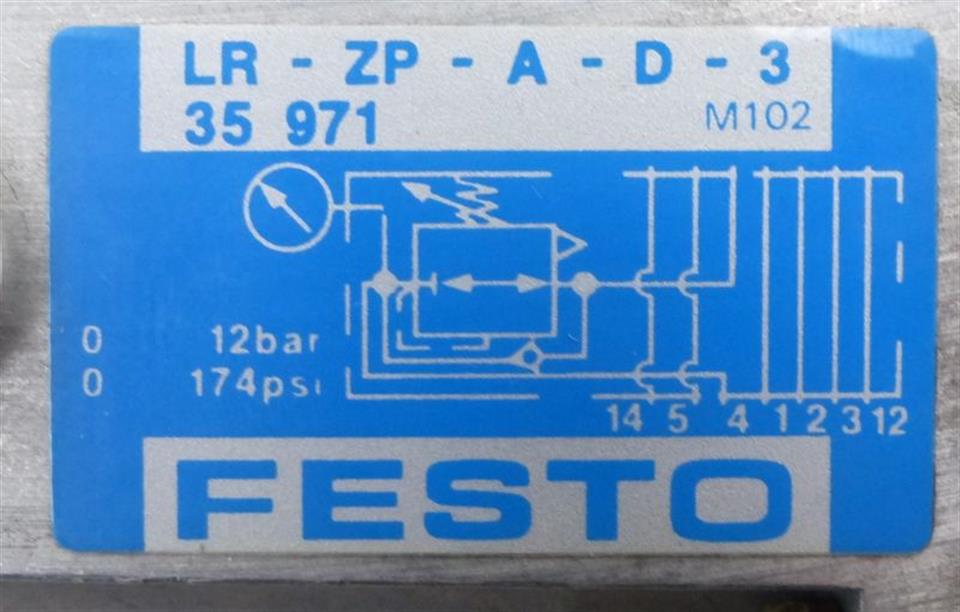 LR - ZP - A - D - 3
35 971 M102
0 12bar
0 174psi
14 5 4 1 2 3 12
FESTO